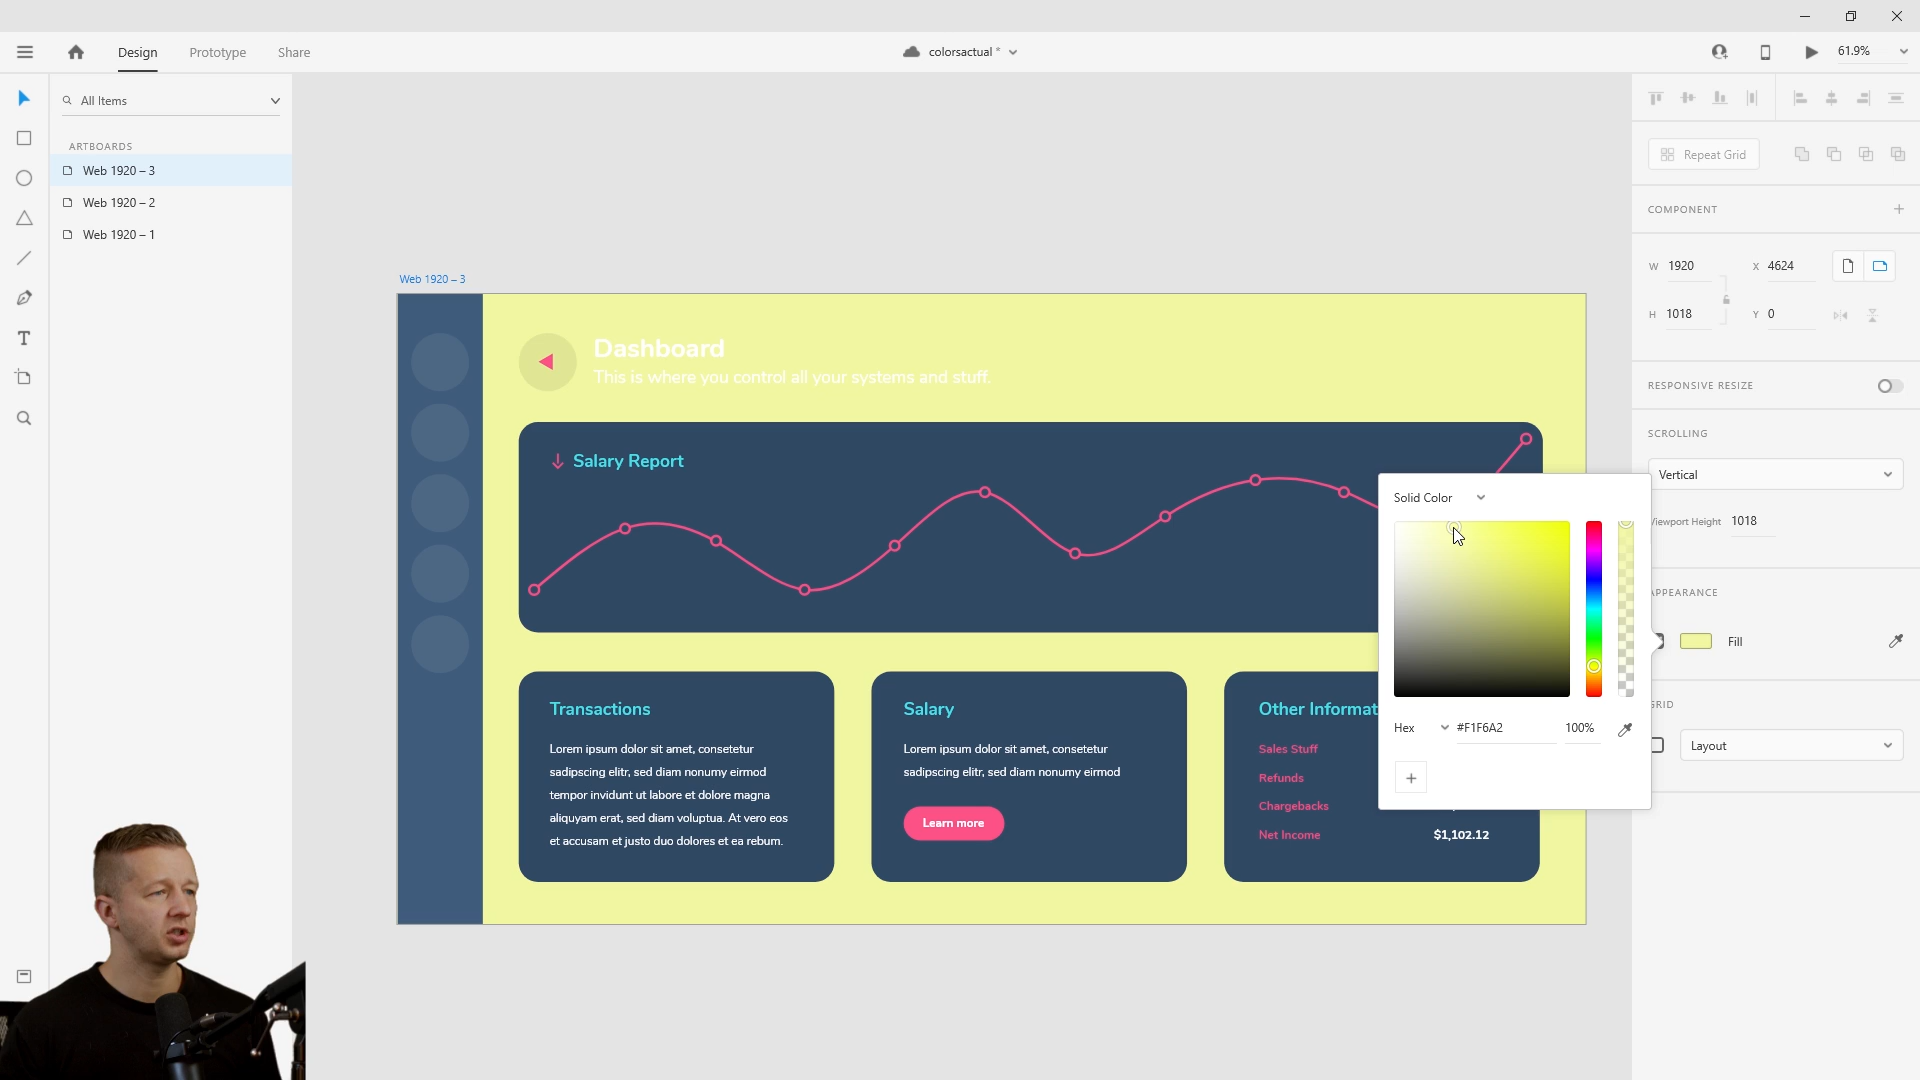 Design
Prototype
Share
colorsactual *
61.9%
All Items
ARTBOARDS
Web 1920 – 3
Web 1920 – 2
Web 1920 – 1
Web 1920 – 3
Dashboard
This is where you control all your systems and stuff.
Salary Report
Transactions
Lorem ipsum dolor sit amet, consetetur
sadipscing elitr, sed diam nonumy eirmod
tempor invidunt ut labore et dolore magna
aliquyam erat, sed diam voluptua. At vero eos
et accusam et justo duo dolores et ea rebum.
Salary
Lorem ipsum dolor sit amet, consetetur
sadipscing elitr, sed diam nonumy eirmod
Learn more
Other Informat
Sales Stuff
Refunds
Chargebacks
Net Income
$1,102.12
Solid Color
Hex
#F1F6A2
100%
+
Repeat Grid
COMPONENT
W 1920
X 4624
H 1018
Y 0
RESPONSIVE RESIZE
SCROLLING
Vertical
Viewport Height 1018
APPEARANCE
Fill
GRID
Layout